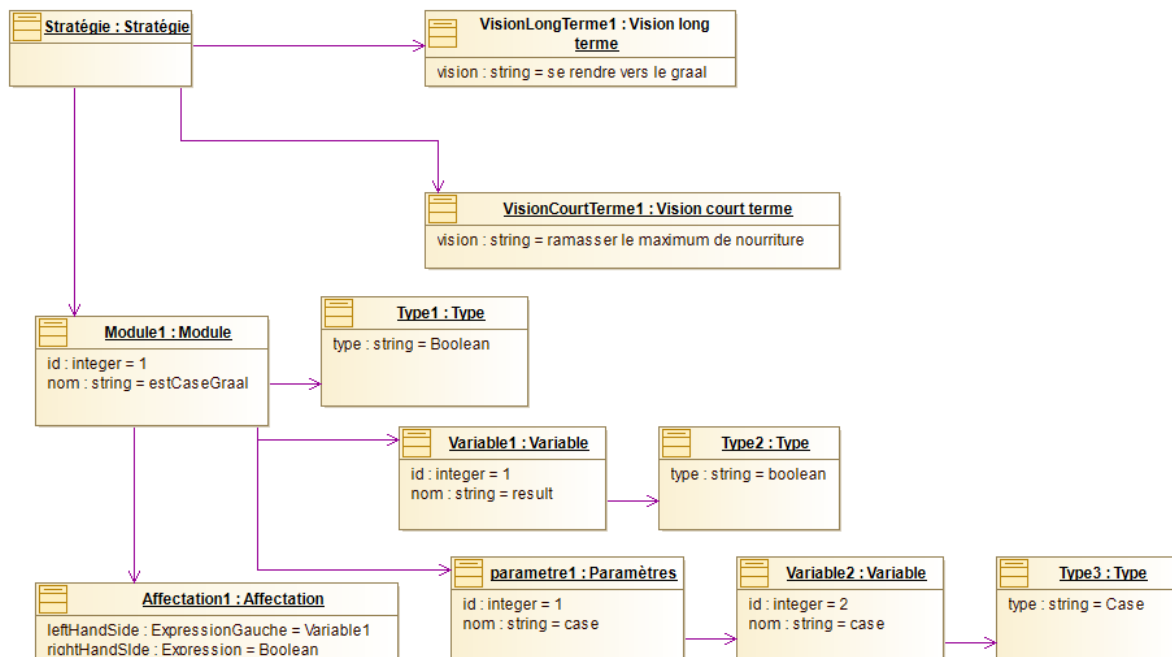 Stratégie : Stratégie
VisionLongTerme1 : Vision long
terme
vision : string = se rendre vers le graal
VisionCourtTerme1 : Vision court terme
vision : string = ramasser le maximum de nourriture
Module1 : Module
id : integer = 1
nom : string = estCaseGraal
Type1 : Type
type : string = Boolean
Variable1 : Variable
id : integer = 1
nom : string = result
Type2 : Type
type : string = boolean
Affectation1 : Affectation
leftHandSide : ExpressionGauche = Variable1
rightHandSIde : Expression = Boolean
parametre1 : Paramètres
id : integer = 1
nom : string = case
Variable2 : Variable
id : integer = 2
nom : string = case
Type3 : Type
type : string = Case